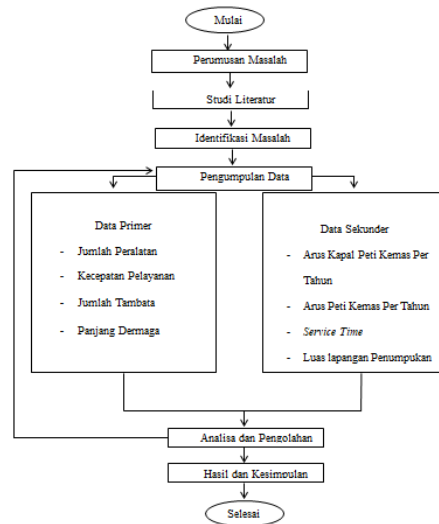 Mulai
Perumusan Masalah
Studi Literatur
Identifikasi Masalah
Pengumpulan Data
Data Primer
- Jumlah Peralatan
- Kecepatan Pelayanan
- Jumlah Tambata
- Panjang Dermaga
Data Sekunder
- Arus Kapal Peti Kemas Per
Tahun
- Arus Peti Kemas Per Tahun
- Service Time
- Luas lapangan Penumpukan
Analisa dan Pengolahan
Hasil dan Kesimpulan
Selesai